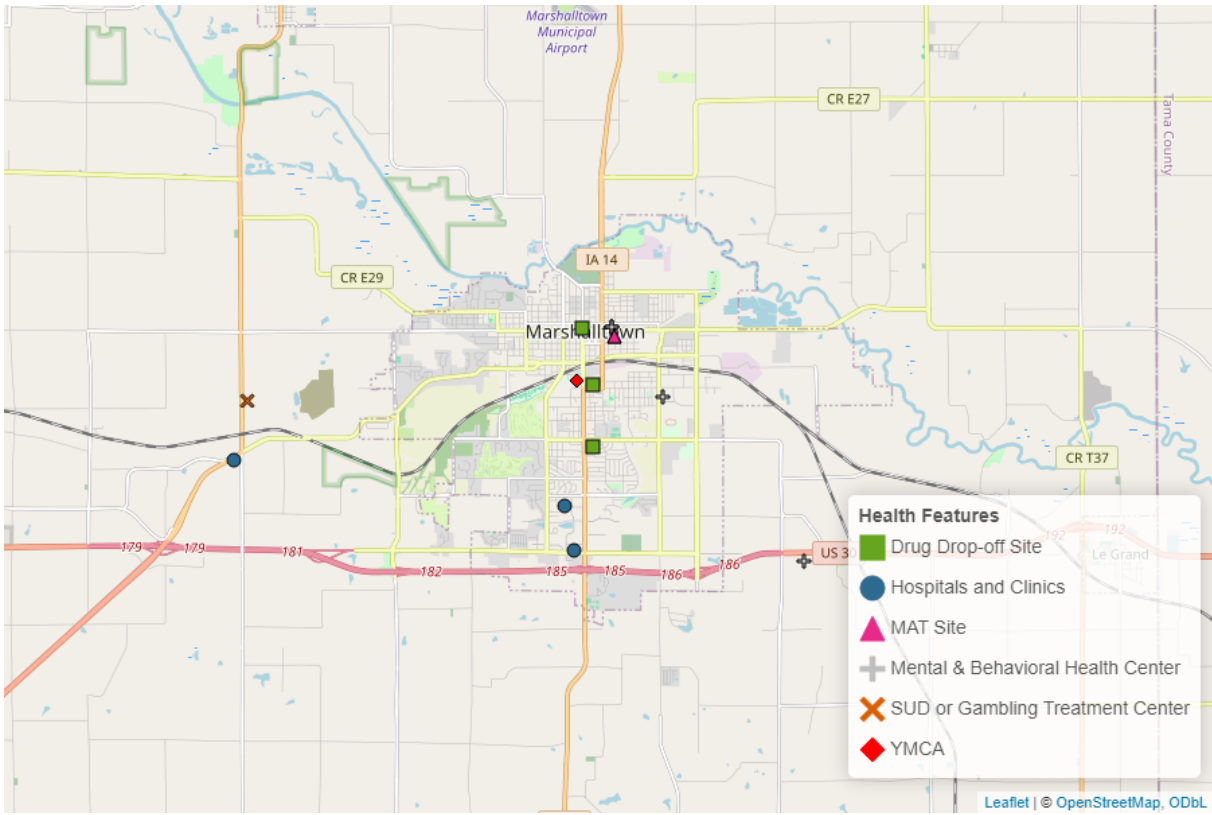 Marshalltown
Municipal
Airport
CR E27
Tama County
IA 14
CR E29
Marshalltown
CR T37
179
179
181
182
185
185
186
186
US 30
192
192
Le Grand
Health Features
Drug Drop-off Site
Hospitals and Clinics
MAT Site
Mental & Behavioral Health Center
SUD or Gambling Treatment Center
YMCA
Leaflet | © OpenStreetMap, ODbL